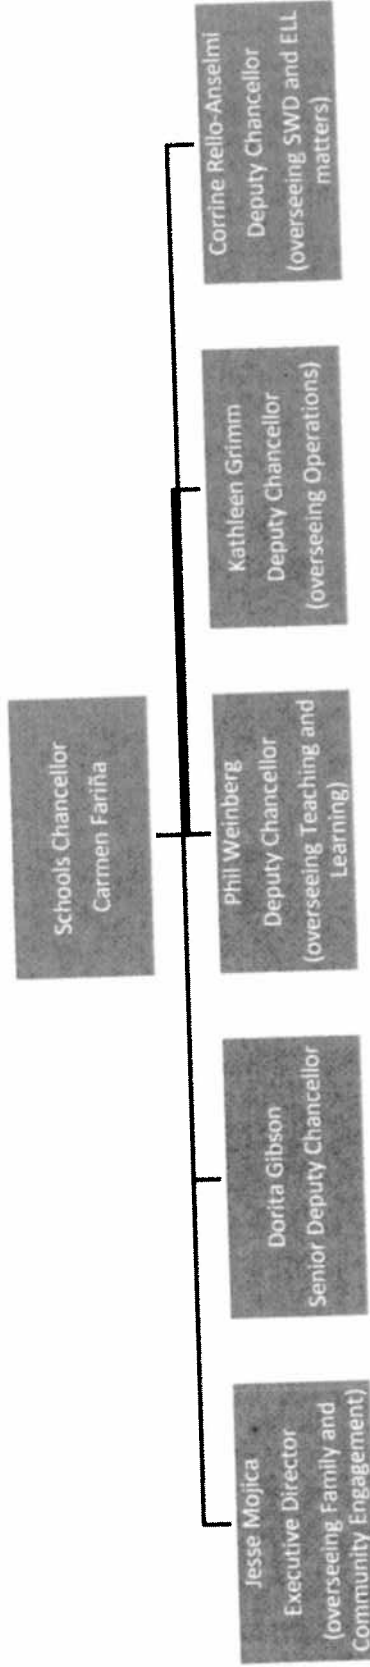 Schools Chancellor
Carmen Fariña
Jesse Mojica
Executive Director
(overseeing Family and
Community Engagement)
Dorita Gibson
Senior Deputy Chancellor
Phil Weinberg
Deputy Chancellor
(overseeing Teaching and
Learning)
Kathleen Grimm
Deputy Chancellor
(overseeing Operations)
Corrine Rello-Anselmi
Deputy Chancellor
(overseeing SWD and ELL
matters)